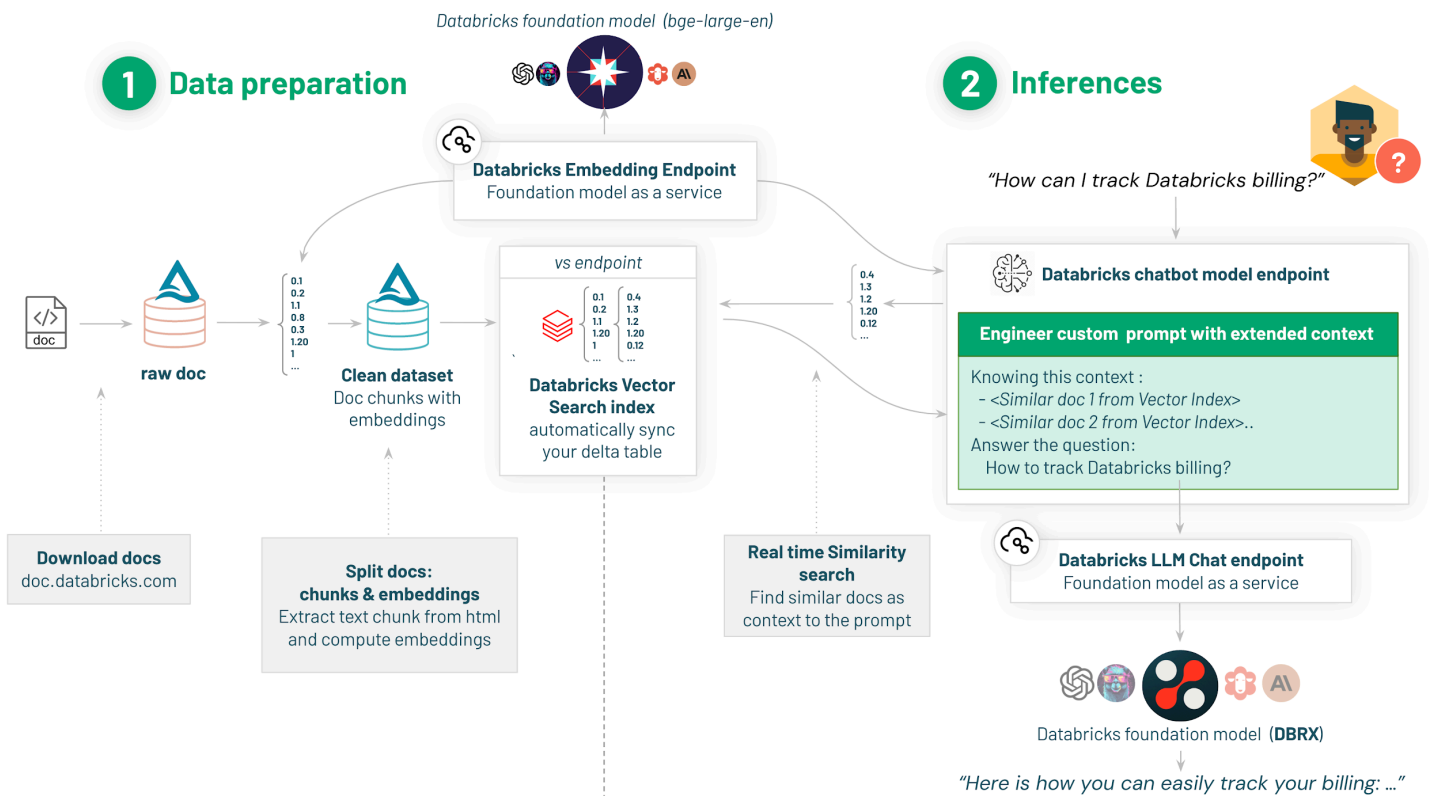 Databricks foundation model (bge-large-en)
1 Data preparation
2 Inferences
Databricks Embedding Endpoint
Foundation model as a service
?
“How can I track Databricks billing?”
doc
raw doc
0.1
0.2
1.1
0.8
0.3
1.20
1
...
Clean dataset
Doc chunks with
embeddings
vs endpoint
0.1
0.2
1.1
1.20
1
...
0.4
1.3
1.2
1.20
0.12
...
Databricks Vector
Search index
automatically sync
your delta table
0.4
1.3
1.2
1.20
0.12
...
Databricks chatbot model endpoint
Engineer custom prompt with extended context
Knowing this context :
- <Similar doc 1 from Vector Index>
- <Similar doc 2 from Vector Index>..
Answer the question:
How to track Databricks billing?
Download docs
doc.databricks.com
Split docs:
chunks & embeddings
Extract text chunk from html
and compute embeddings
Real time Similarity
search
Find similar docs as
context to the prompt
Databricks LLM Chat endpoint
Foundation model as a service
Databricks foundation model (DBRX)
“Here is how you can easily track your billing: ...”